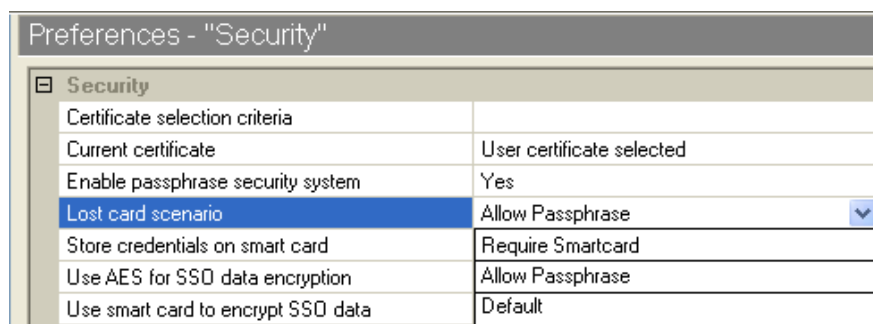 Preferences - "Security"
Security
Certificate selection criteria
Current certificate User certificate selected
Enable passphrase security system Yes
Lost card scenario Allow Passphrase
Store credentials on smart card Require Smartcard
Use AES for SSO data encryption Allow Passphrase
Use smart card to encrypt SSO data Default